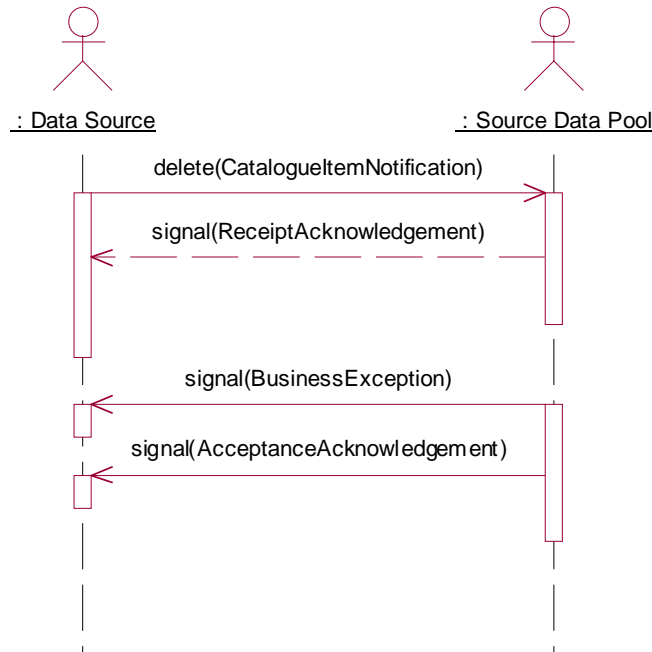 : Data Source
: Source Data Pool
delete(CatalogueItemNotification)
signal(ReceiptAcknowledgement)
signal(BusinessException)
signal(AcceptanceAcknowledgement)